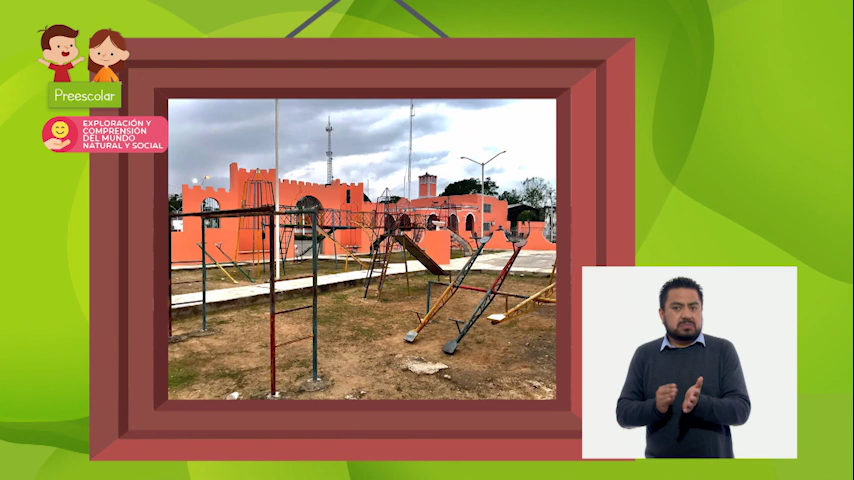 Preescolar
EXPLORACIÓN Y
COMPRENSIÓN
DEL MUNDO
NATURAL Y SOCIAL